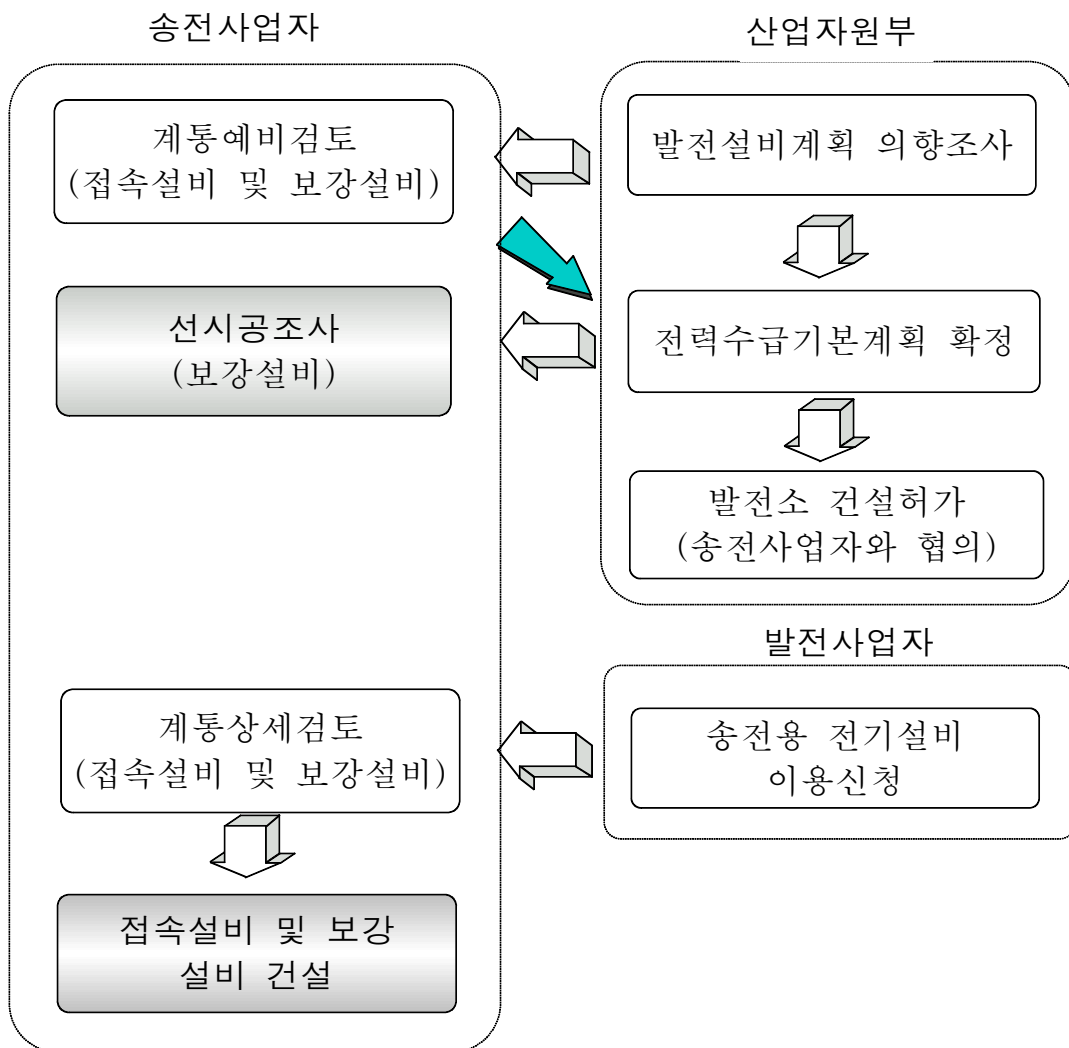 송전사업자
계통예비검토
(접속설비 및 보강설비)
선시공조사
(보강설비)
계통상세검토
(접속설비 및 보강설비)
접속설비 및 보강
설비 건설
산업자원부
발전설비계획 의향조사
전력수급기본계획 확정
발전소 건설허가
(송전사업자와 협의)
발전사업자
송전용 전기설비
이용신청